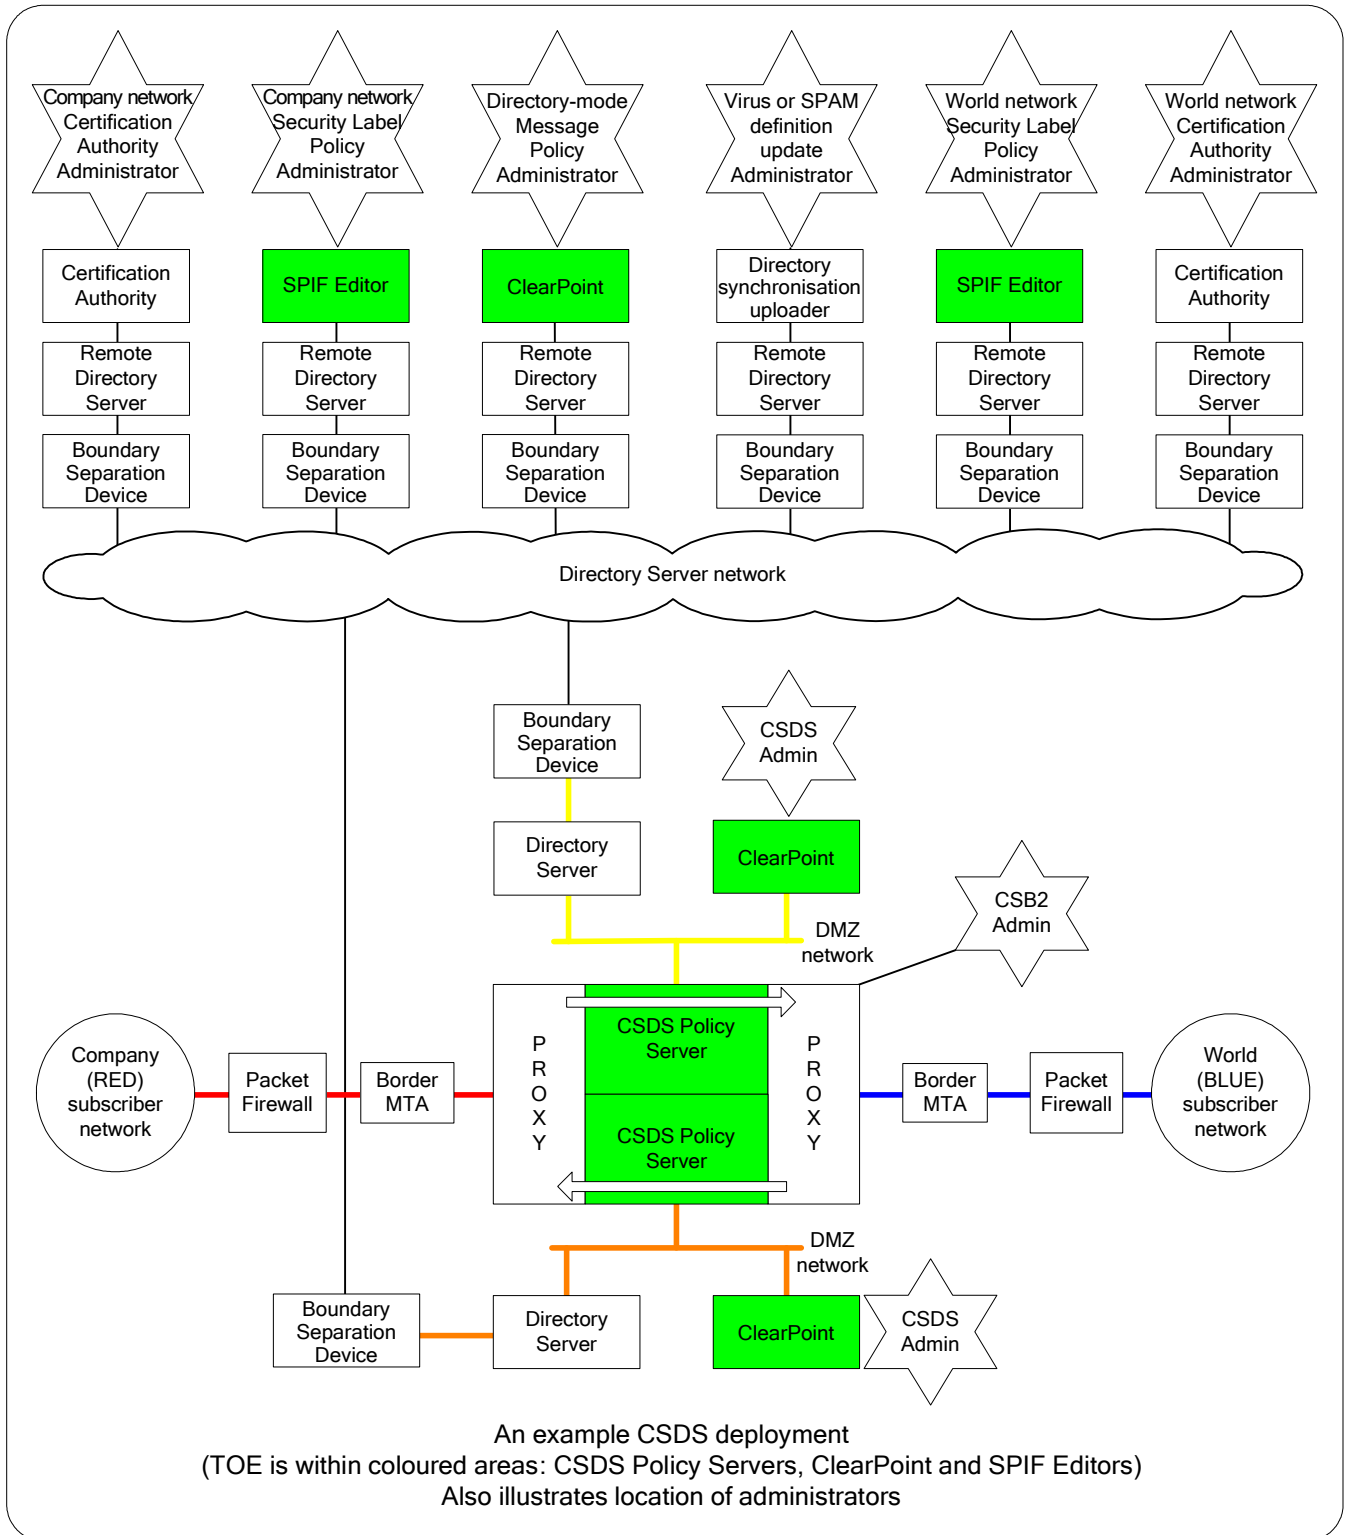 Company network
Certification
Authority
Administrator
Company network
Security Label
Policy
Administrator
Directory-mode
Message
Policy
Administrator
Virus or SPAM
definition
update
Administrator
World network
Security Label
Policy
Administrator
World network
Certification
Authority
Administrator
Certification
Authority
SPIF Editor
ClearPoint
Directory
synchronisation
uploader
SPIF Editor
Certification
Authority
Remote
Directory
Server
Remote
Directory
Server
Remote
Directory
Server
Remote
Directory
Server
Remote
Directory
Server
Remote
Directory
Server
Boundary
Separation
Device
Boundary
Separation
Device
Boundary
Separation
Device
Boundary
Separation
Device
Boundary
Separation
Device
Boundary
Separation
Device
Directory Server network
Boundary
Separation
Device
CSDS
Admin
Directory
Server
ClearPoint
CSB2
Admin
DMZ
network
Company
(RED)
subscriber
network
Packet
Firewall
Border
MTA
P
R
O
X
Y
CSDS Policy
Server
CSDS Policy
Server
P
R
O
X
Y
Border
MTA
Packet
Firewall
World
(BLUE)
subscriber
network
DMZ
network
Boundary
Separation
Device
Directory
Server
ClearPoint
CSDS
Admin
An example CSDS deployment
(TOE is within coloured areas: CSDS Policy Servers, ClearPoint and SPIF Editors)
Also illustrates location of administrators